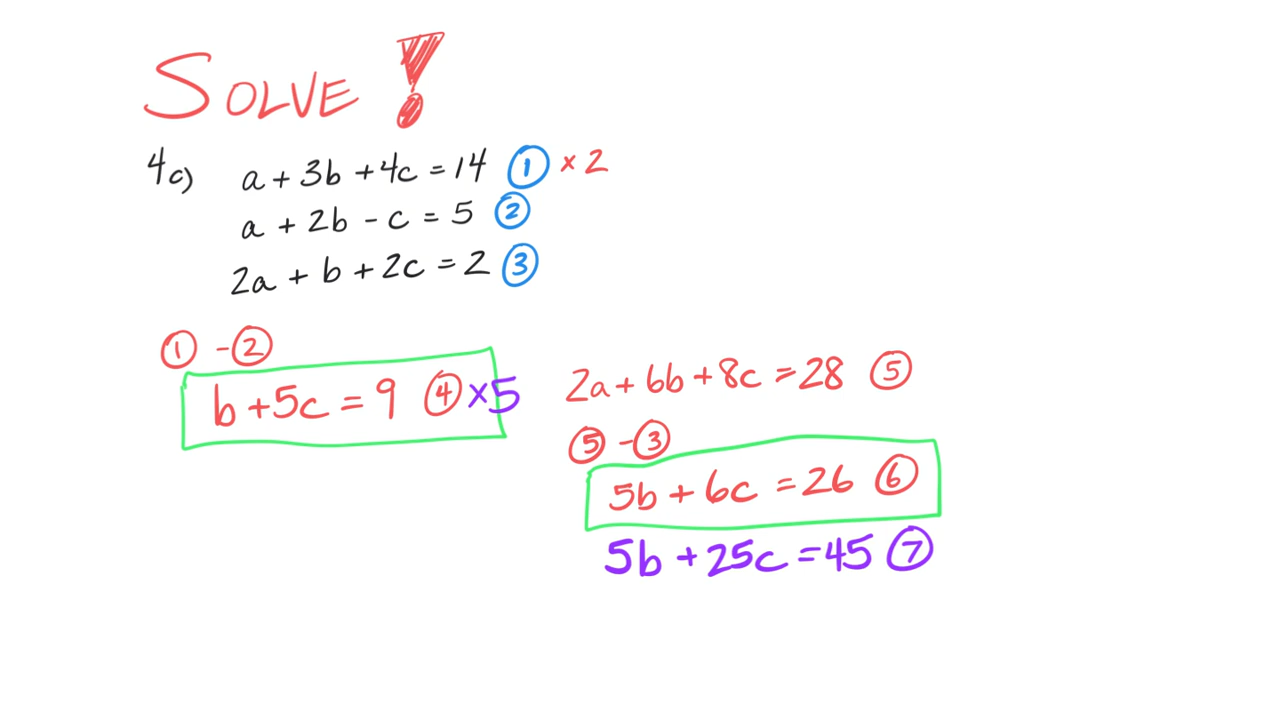 SOLVE!
4c) a + 3b + 4c = 14 ① × 2
a + 2b - c = 5 ②
2a + b + 2c = 2 ③
① - ②
b + 5c = 9 ④ × 5
2a + 6b + 8c = 28 ⑤
⑤ - ③
5b + 6c = 26 ⑥
5b + 25c = 45 ⑦